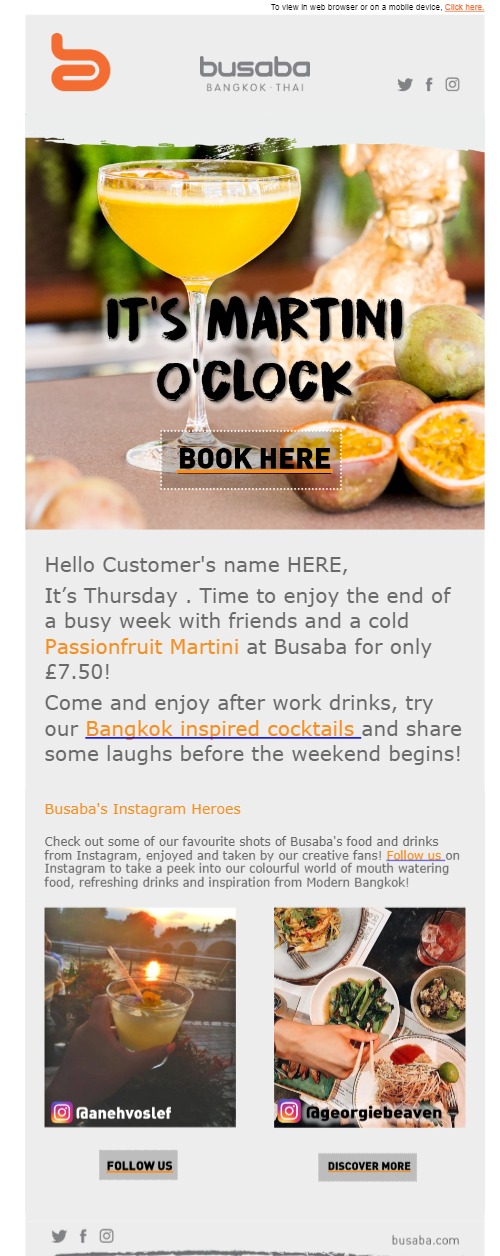 To view in web browser or on a mobile device, Click here.
busaba
BANGKOK·THAI
IT'S MARTINI
O'CLOCK
BOOK HERE
Hello Customer's name HERE,
It’s Thursday . Time to enjoy the end of
a busy week with friends and a cold
Passionfruit Martini at Busaba for only
£7.50!
Come and enjoy after work drinks, try
our Bangkok inspired cocktails and share
some laughs before the weekend begins!
Busaba's Instagram Heroes
Check out some of our favourite shots of Busaba's food and drinks
from Instagram, enjoyed and taken by our creative fans! Follow us on
Instagram to take a peek into our colourful world of mouth watering
food, refreshing drinks and inspiration from Modern Bangkok!
@anehvoslef
@georgiebeaven
FOLLOW US
DISCOVER MORE
busaba.com